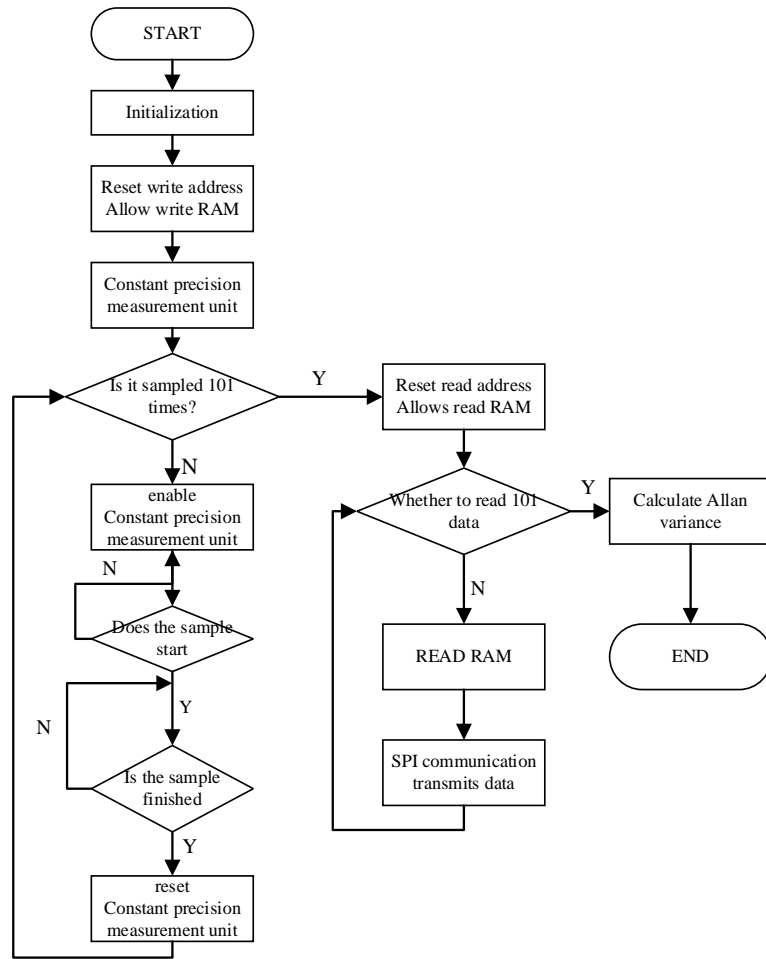 START
Initialization
Reset write address
Allow write RAM
Constant precision
measurement unit
Is it sampled 101
times?
Y
N
enable
Constant precision
measurement unit
N
Does the sample
start
Y
N
Is the sample
finished
Y
reset
Constant precision
measurement unit
Reset read address
Allows read RAM
Whether to read 101
data
Y
N
READ RAM
SPI communication
transmits data
Calculate Allan
variance
END